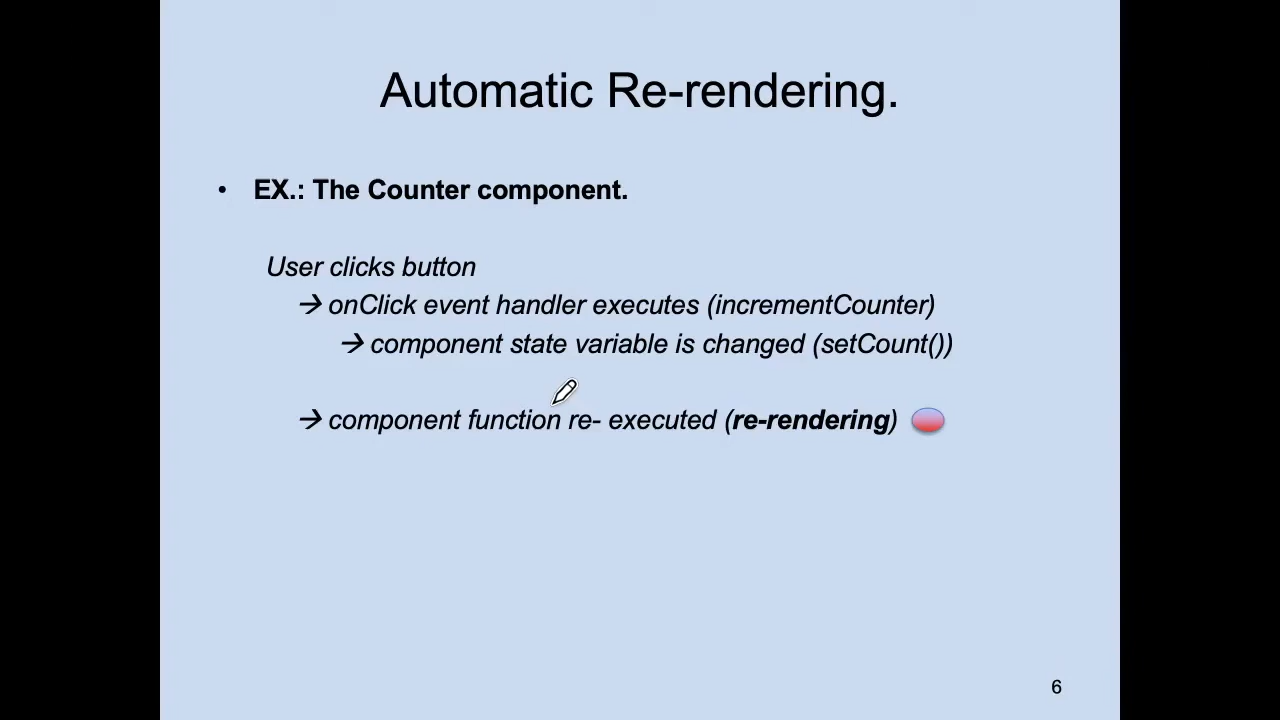 Automatic Re-rendering.
• EX.: The Counter component.
User clicks button
→ onClick event handler executes (incrementCounter)
→ component state variable is changed (setCount())
→ component function re- executed (re-rendering)
6